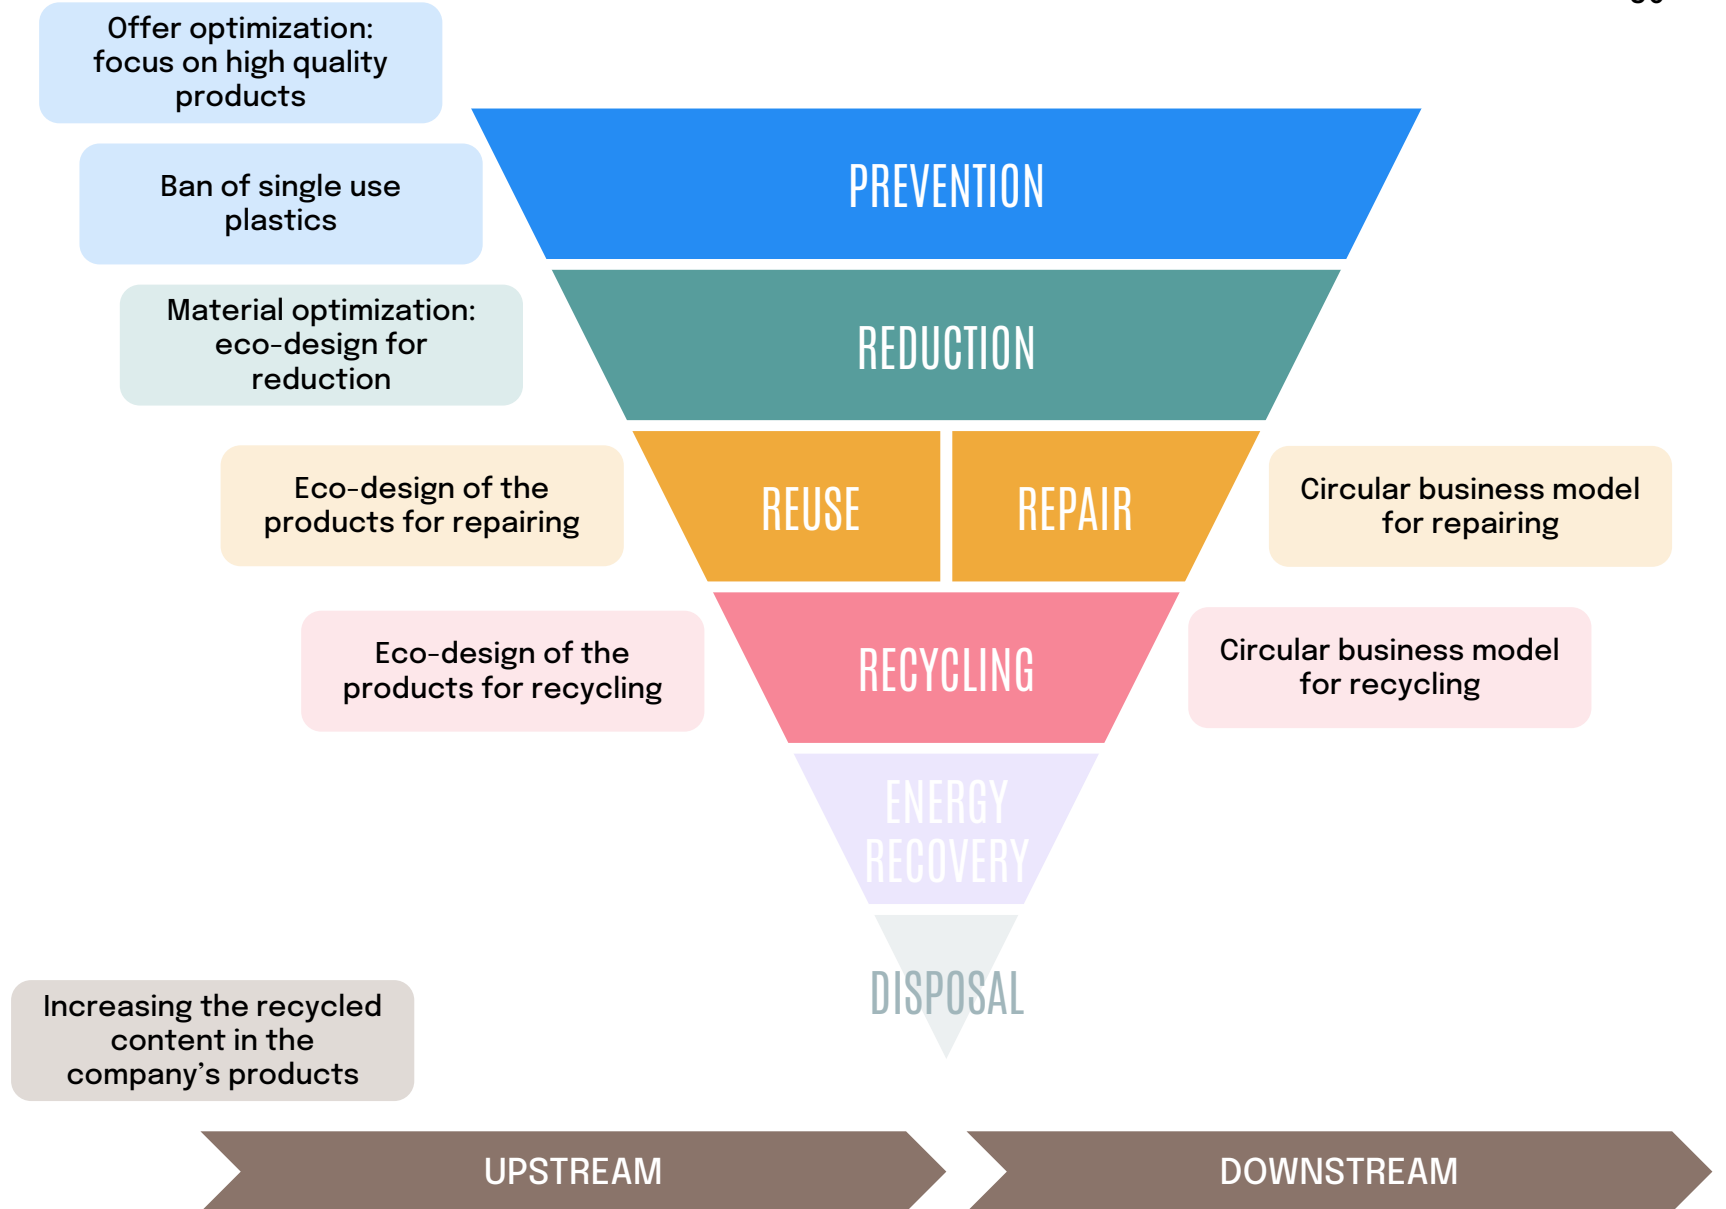 Offer optimization:
focus on high quality
products
Ban of single use
plastics
PREVENTION
Material optimization:
eco-design for
reduction
REDUCTION
Eco-design of the
products for repairing
REUSE
REPAIR
Circular business model
for repairing
Eco-design of the
products for recycling
RECYCLING
Circular business model
for recycling
ENERGY
RECOVERY
DISPOSAL
Increasing the recycled
content in the
company’s products
UPSTREAM
DOWNSTREAM